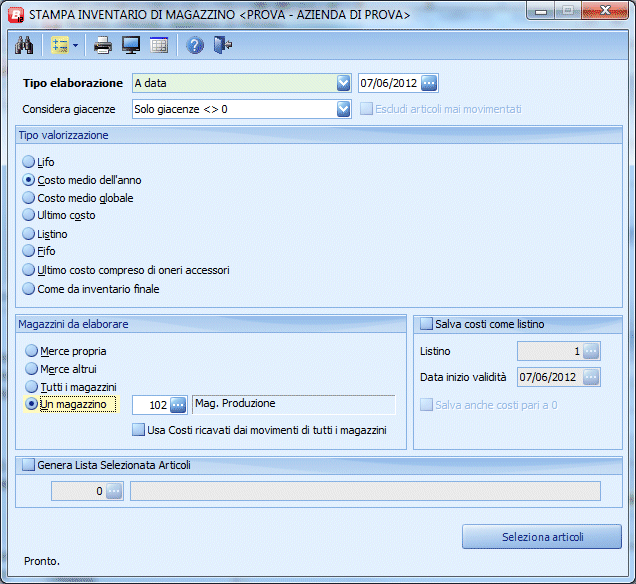 STAMPA INVENTARIO DI MAGAZZINO <PROVA - AZIENDA DI PROVA>
Tipo elaborazione A data 07/06/2012 ...
Considera giacenze Solo giacenze <> 0 Escludi articoli mai movimentati
Tipo valorizzazione
Lifo
Costo medio dell'anno
Costo medio globale
Ultimo costo
Listino
Fifo
Ultimo costo compreso di oneri accessori
Come da inventario finale
Magazzini da elaborare
Merce propria
Merce altrui
Tutti i magazzini
Un magazzino 102 ... Mag. Produzione
Usa Costi ricavati dai movimenti di tutti i magazzini
Salva costi come listino
Listino 1 ...
Data inizio validità 07/06/2012 ...
Salva anche costi pari a 0
Genera Lista Selezionata Articoli
0 ...
Seleziona articoli
Pronto.